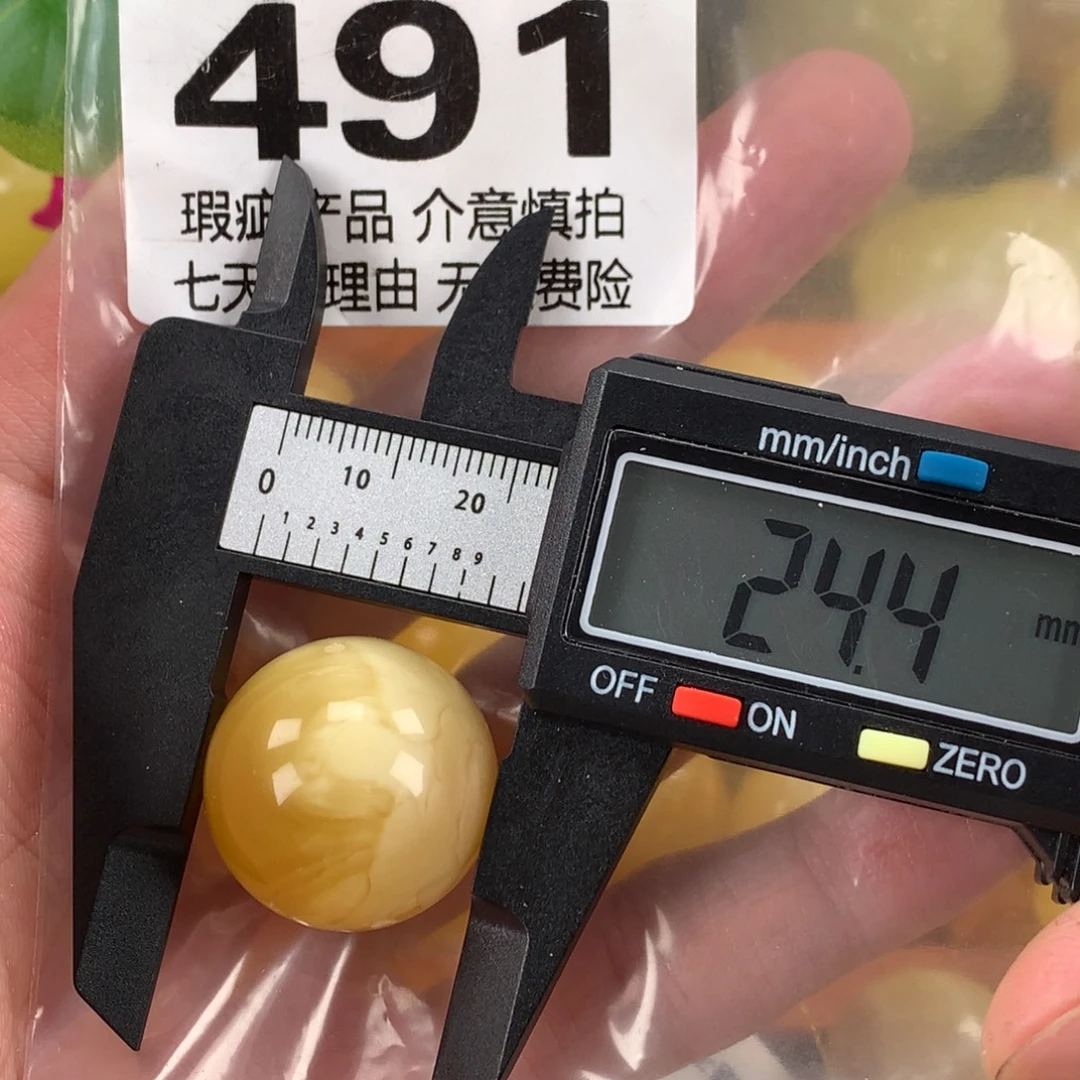 491
瑕疵产品 介意慎拍
七天 理由 无 费险
mm/inch
0 10 20
1 2 3 4 5 6 7 8 9
24.4 mm
OFF ON ZERO